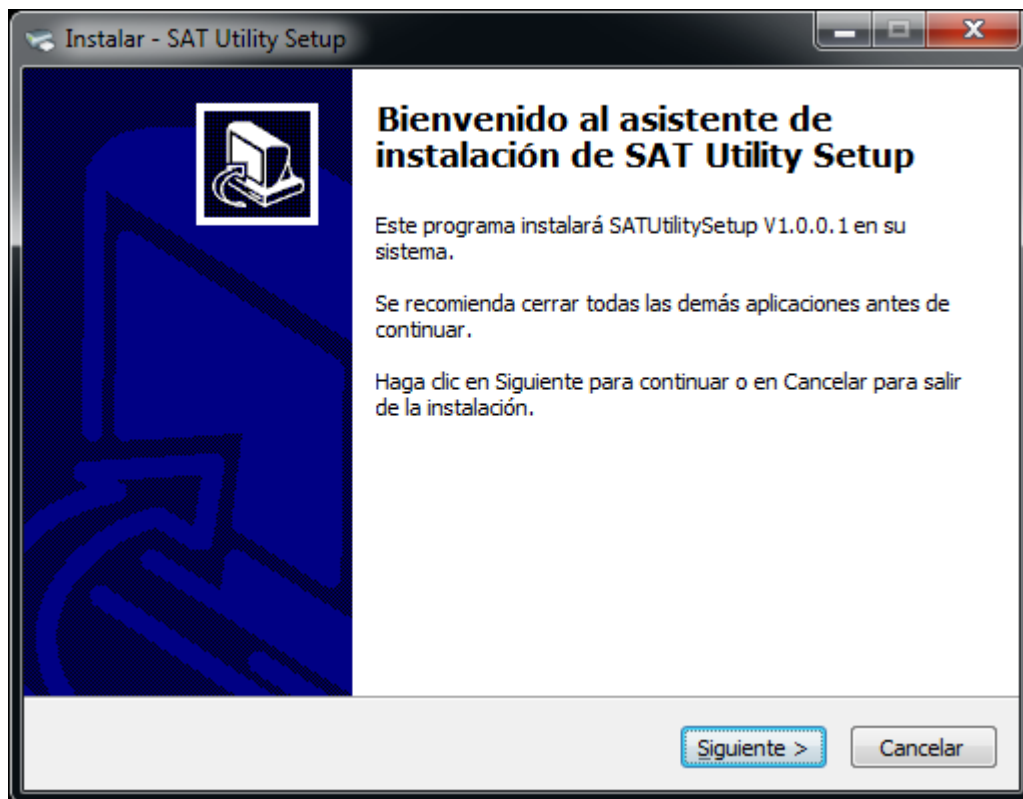 Instalar - SAT Utility Setup
Bienvenido al asistente de
instalación de SAT Utility Setup
Este programa instalará SATUtilitySetup V1.0.0.1 en su
sistema.
Se recomienda cerrar todas las demás aplicaciones antes de
continuar.
Haga clic en Siguiente para continuar o en Cancelar para salir
de la instalación.
Siguiente >
Cancelar